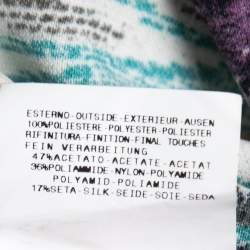 ESTERNO-OUTSIDE-EXTERIEUR-AUSEN
100%POLIESTERE-POLYESTER-POLIESTER
RIFINITURA-FINITION-FINAL TOUCHES
FEIN VERARBEITUNG
47%ACETATO-ACETATE-ACETAT
36%POLIAMMIDE-NYLON-POLYAMIDE
POLYAMID-POLIAMIDE
17%SETA-SILK-SEIDE-SOIE-SEDA